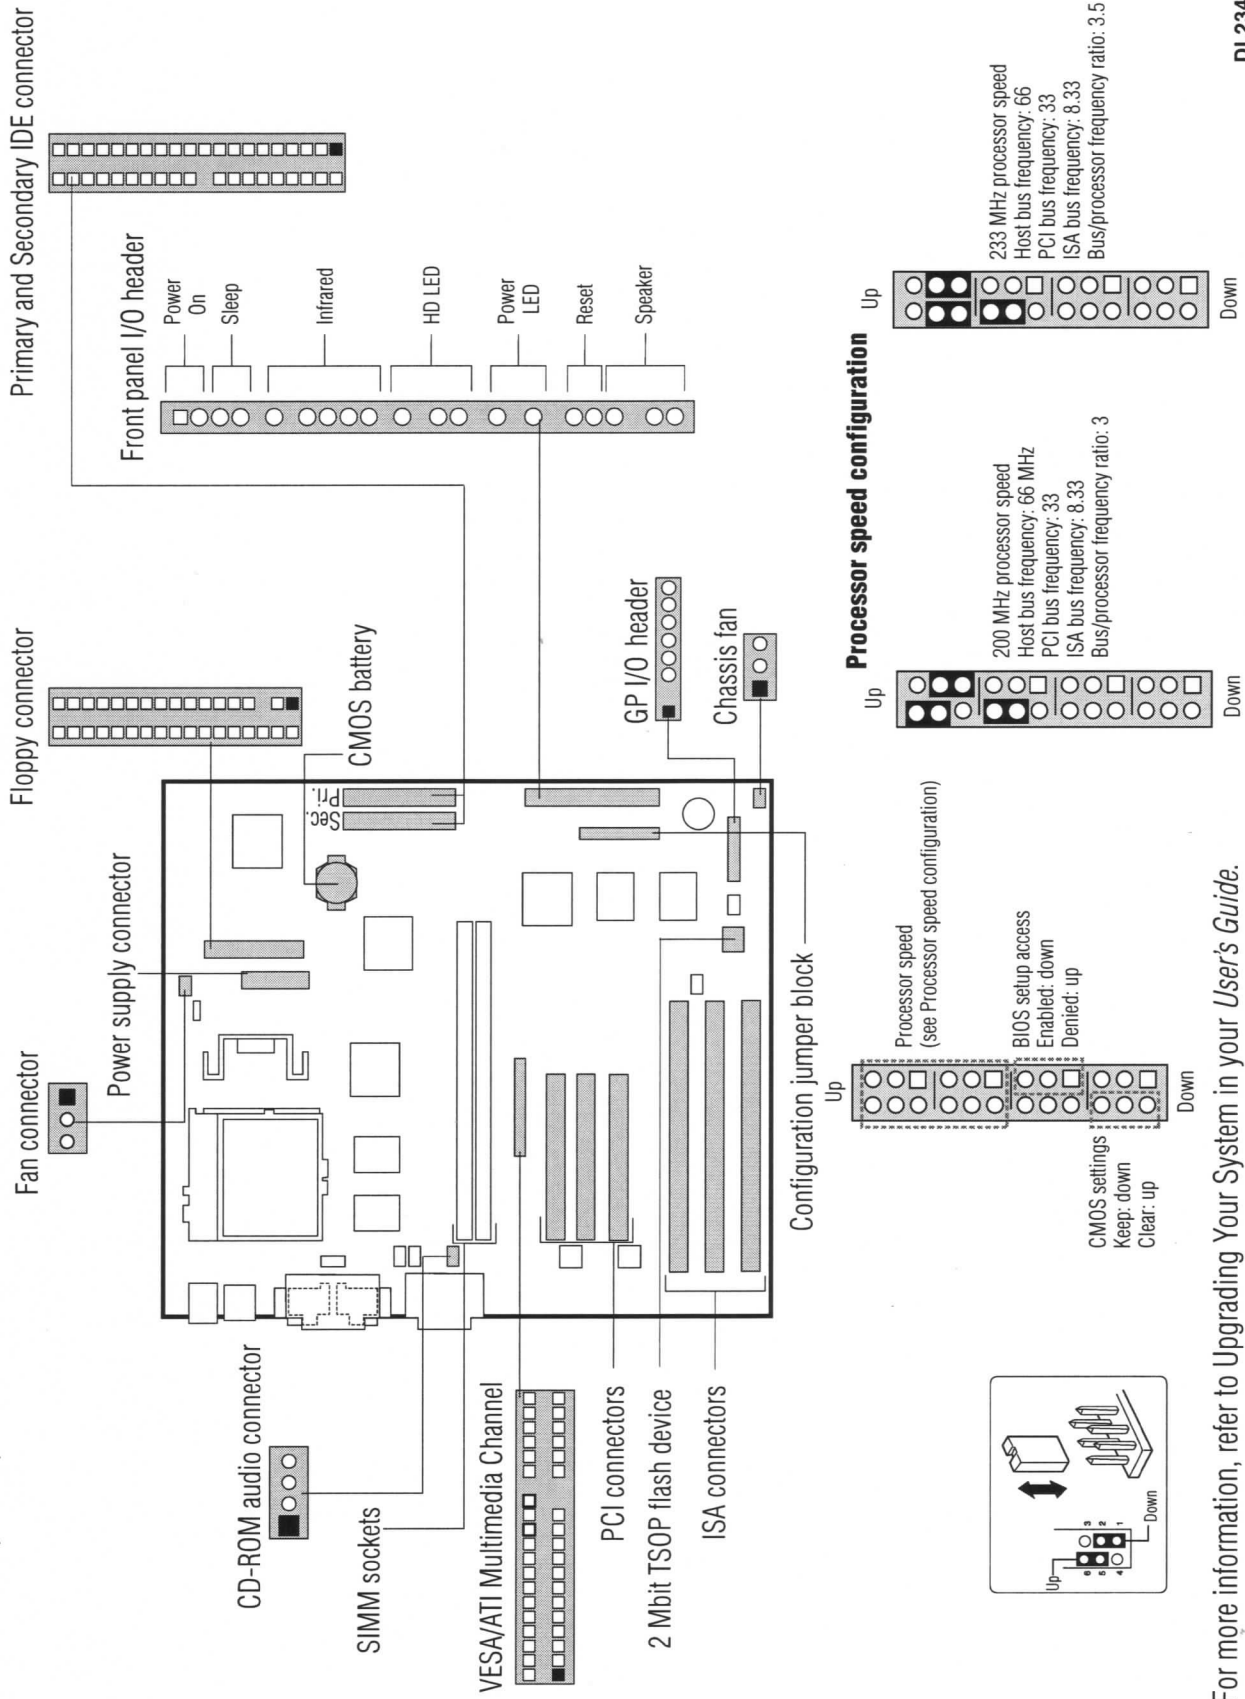 Primary and Secondary IDE connector
Floppy connector
Fan connector
Power supply connector
CMOS battery
Front panel I/O header
Power
On
Sleep
Infrared
HD LED
Power
LED
Reset
Speaker
Pri.
Sec.
CD-ROM audio connector
SIMM sockets
VESA/ATI Multimedia Channel
PCI connectors
2 Mbit TSOP flash device
ISA connectors
Configuration jumper block
GP I/O header
Chassis fan
Up
Processor speed
(see Processor speed configuration)
BIOS setup access
Enabled: down
Denied: up
CMOS settings
Keep: down
Clear: up
Down
Processor speed configuration
Up
200 MHz processor speed
Host bus frequency: 66 MHz
PCI bus frequency: 33
ISA bus frequency: 8.33
Bus/processor frequency ratio: 3
Down
Up
233 MHz processor speed
Host bus frequency: 66
PCI bus frequency: 33
ISA bus frequency: 8.33
Bus/processor frequency ratio: 3.5
Down
Up
6 3
5 2
4 1
Down
For more information, refer to Upgrading Your System in your User's Guide.